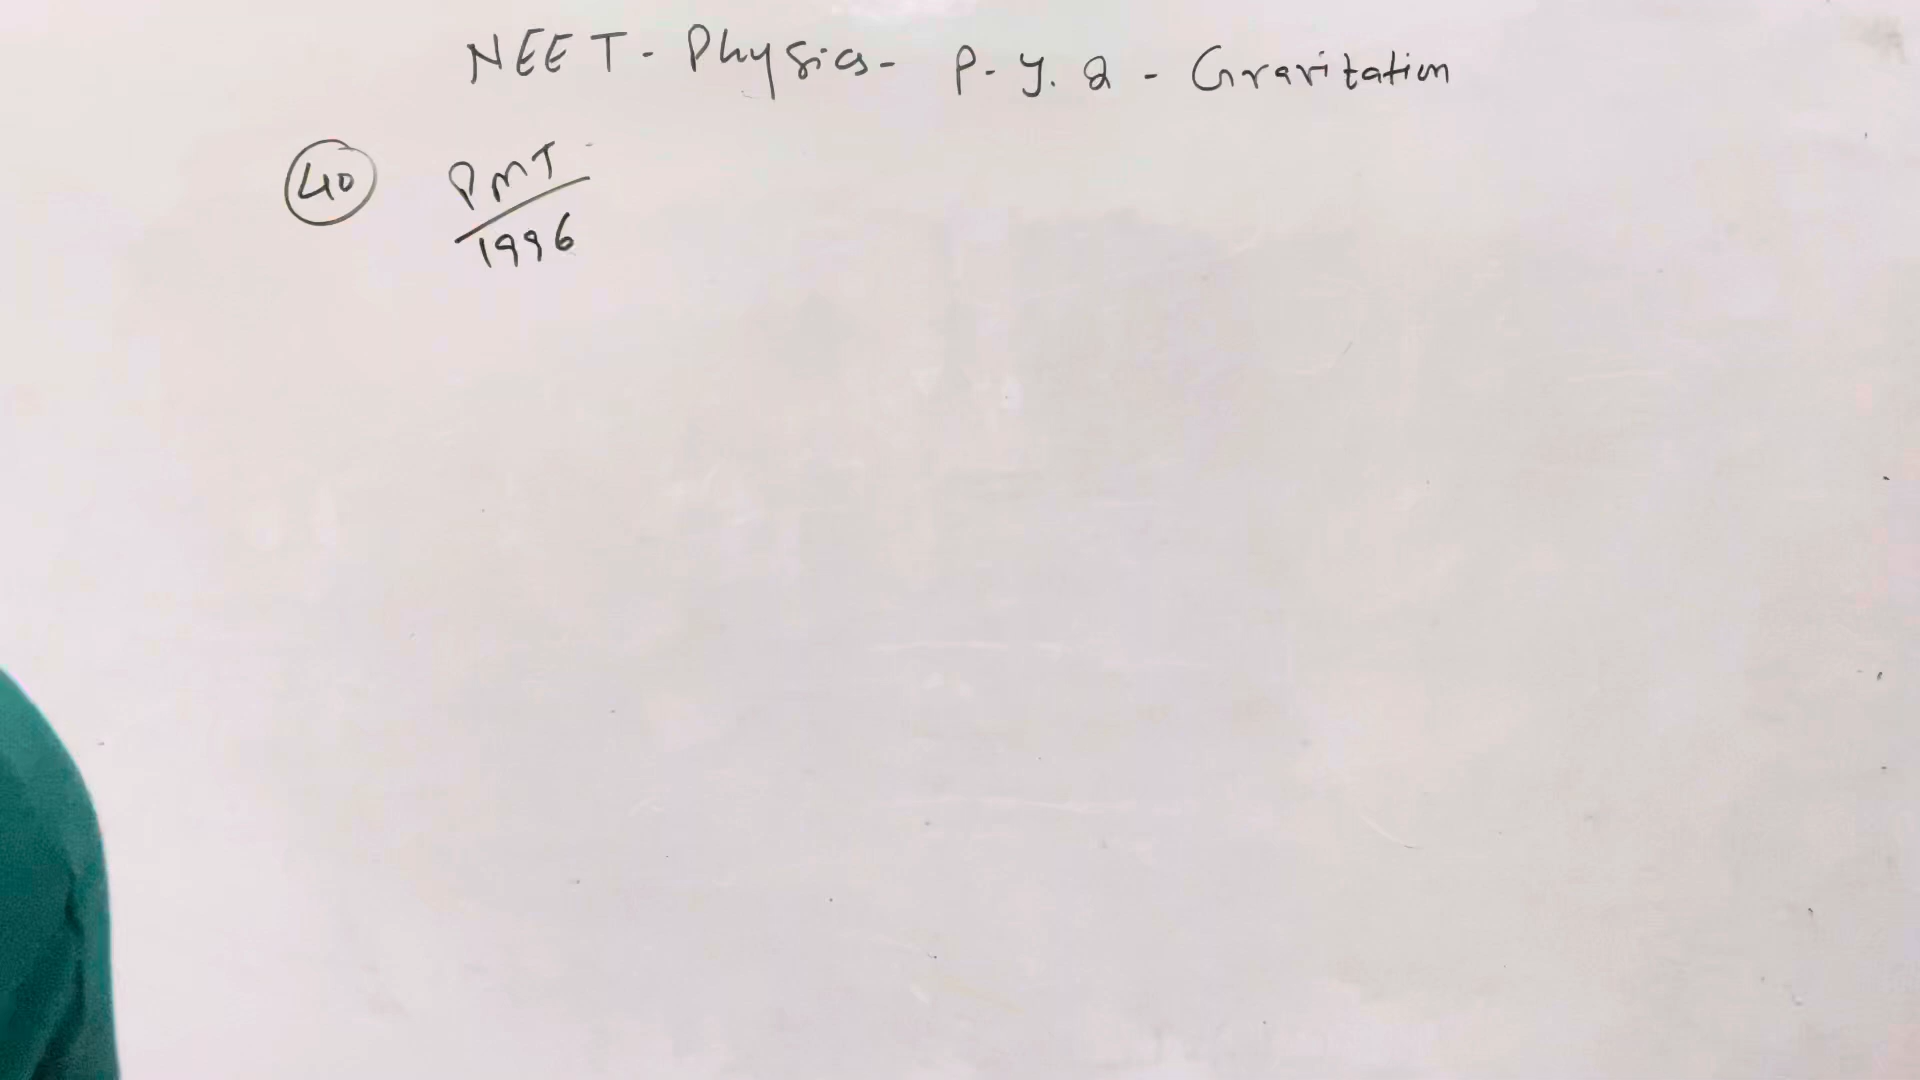 NEET - Physics - P. Y. Q - Gravitation
40 PMT
1996